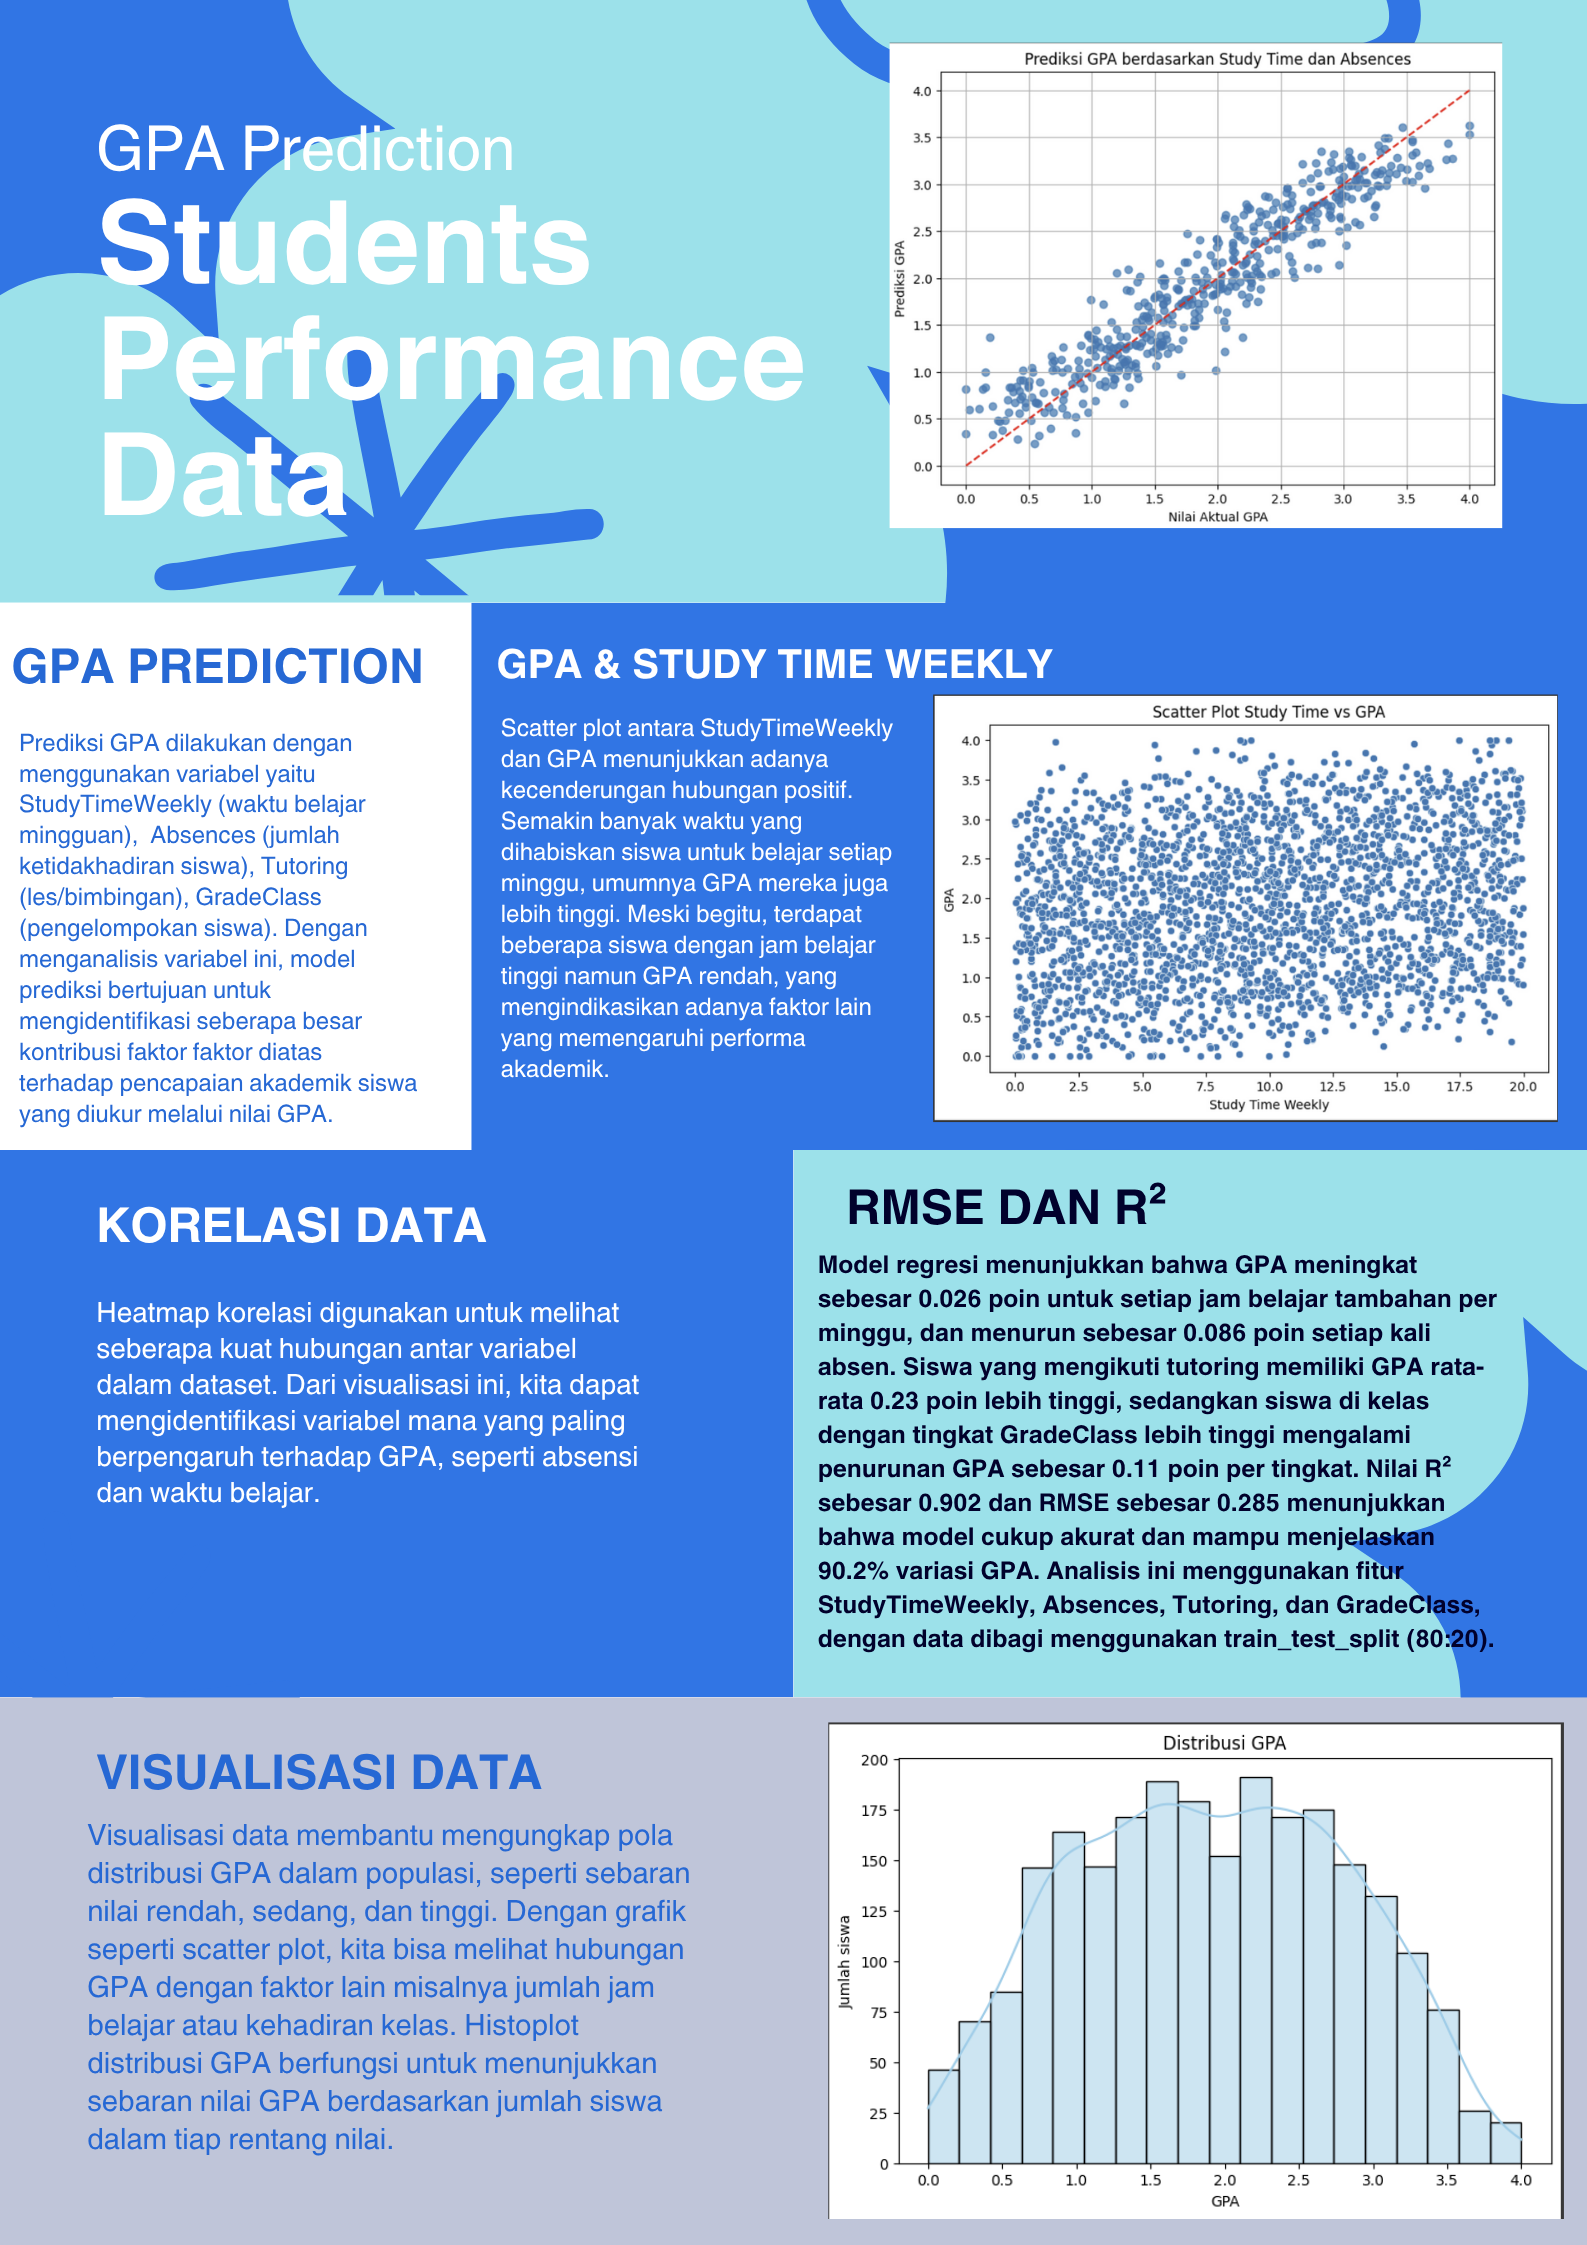 GPA Prediction
Students
Performance
Data
Prediksi GPA berdasarkan Study Time dan Absences
4.0
3.5
3.0
2.5
2.0
1.5
1.0
0.5
0.0
Prediksi GPA
0.0 0.5 1.0 1.5 2.0 2.5 3.0 3.5 4.0
Nilai Aktual GPA
GPA PREDICTION
Prediksi GPA dilakukan dengan
menggunakan variabel yaitu
StudyTimeWeekly (waktu belajar
mingguan), Absences (jumlah
ketidakhadiran siswa), Tutoring
(les/bimbingan), GradeClass
(pengelompokan siswa). Dengan
menganalisis variabel ini, model
prediksi bertujuan untuk
mengidentifikasi seberapa besar
kontribusi faktor faktor diatas
terhadap pencapaian akademik siswa
yang diukur melalui nilai GPA.
GPA & STUDY TIME WEEKLY
Scatter plot antara StudyTimeWeekly
dan GPA menunjukkan adanya
kecenderungan hubungan positif.
Semakin banyak waktu yang
dihabiskan siswa untuk belajar setiap
minggu, umumnya GPA mereka juga
lebih tinggi. Meski begitu, terdapat
beberapa siswa dengan jam belajar
tinggi namun GPA rendah, yang
mengindikasikan adanya faktor lain
yang memengaruhi performa
akademik.
Scatter Plot Study Time vs GPA
4.0
3.5
3.0
2.5
2.0
1.5
1.0
0.5
0.0
GPA
0.0 2.5 5.0 7.5 10.0 12.5 15.0 17.5 20.0
Study Time Weekly
KORELASI DATA
Heatmap korelasi digunakan untuk melihat
seberapa kuat hubungan antar variabel
dalam dataset. Dari visualisasi ini, kita dapat
mengidentifikasi variabel mana yang paling
berpengaruh terhadap GPA, seperti absensi
dan waktu belajar.
RMSE DAN R²
Model regresi menunjukkan bahwa GPA meningkat
sebesar 0.026 poin untuk setiap jam belajar tambahan per
minggu, dan menurun sebesar 0.086 poin setiap kali
absen. Siswa yang mengikuti tutoring memiliki GPA rata-
rata 0.23 poin lebih tinggi, sedangkan siswa di kelas
dengan tingkat GradeClass lebih tinggi mengalami
penurunan GPA sebesar 0.11 poin per tingkat. Nilai R²
sebesar 0.902 dan RMSE sebesar 0.285 menunjukkan
bahwa model cukup akurat dan mampu menjelaskan
90.2% variasi GPA. Analisis ini menggunakan fitur
StudyTimeWeekly, Absences, Tutoring, dan GradeClass,
dengan data dibagi menggunakan train_test_split (80:20).
VISUALISASI DATA
Visualisasi data membantu mengungkap pola
distribusi GPA dalam populasi, seperti sebaran
nilai rendah, sedang, dan tinggi. Dengan grafik
seperti scatter plot, kita bisa melihat hubungan
GPA dengan faktor lain misalnya jumlah jam
belajar atau kehadiran kelas. Histoplot
distribusi GPA berfungsi untuk menunjukkan
sebaran nilai GPA berdasarkan jumlah siswa
dalam tiap rentang nilai.
Distribusi GPA
200
175
150
125
100
75
50
25
0
Jumlah siswa
0.0 0.5 1.0 1.5 2.0 2.5 3.0 3.5 4.0
GPA